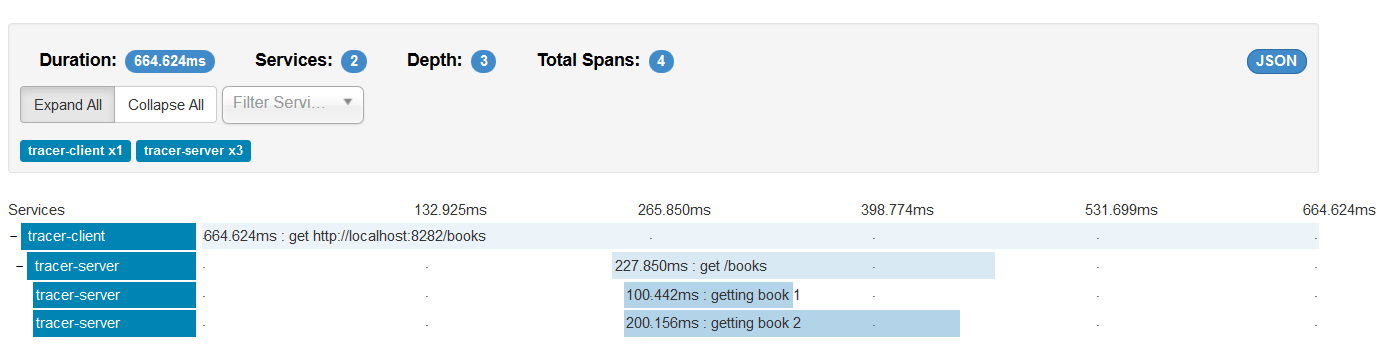 Duration: 664.624ms Services: 2 Depth: 3 Total Spans: 4 JSON
Expand All Collapse All Filter Servi...
tracer-client x1 tracer-server x3
Services 132.925ms 265.850ms 398.774ms 531.699ms 664.624ms
− tracer-client 664.624ms : get http://localhost:8282/books
− tracer-server 227.850ms : get /books
tracer-server 100.442ms : getting book 1
tracer-server 200.156ms : getting book 2